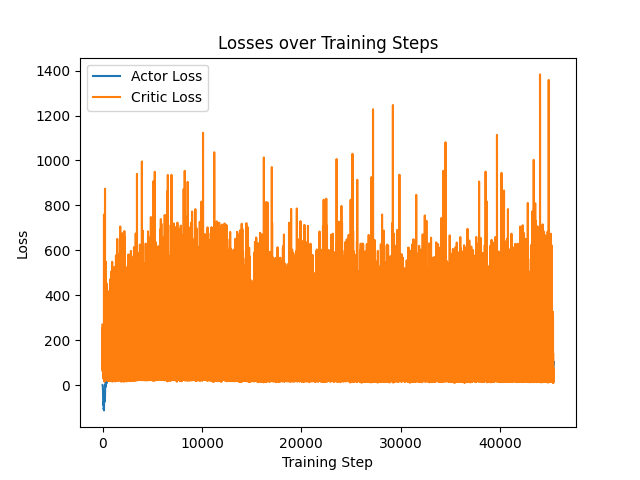 Losses over Training Steps
Actor Loss
Critic Loss
1400
1200
1000
800
600
400
200
0
Loss
0 10000 20000 30000 40000
Training Step